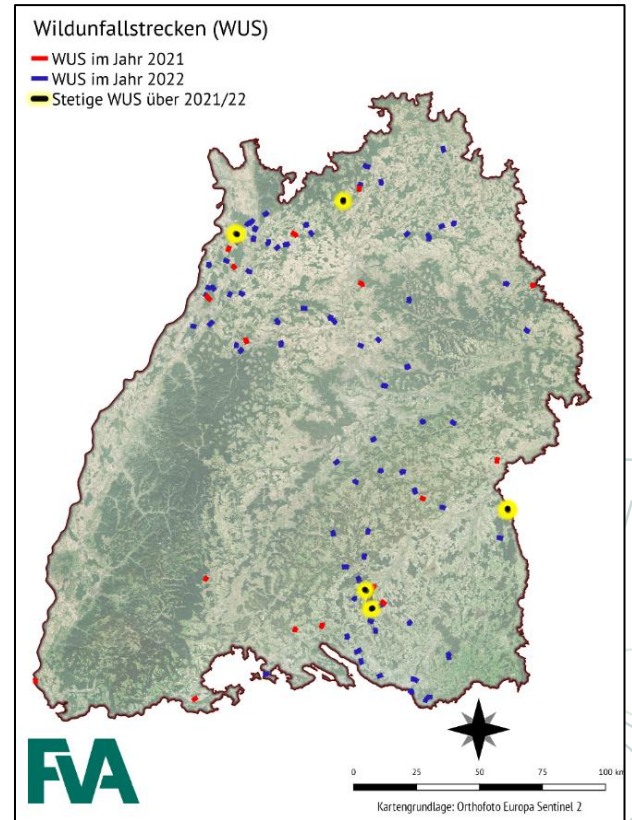 Wildunfallstrecken (WUS)
WUS im Jahr 2021
WUS im Jahr 2022
Stetige WUS über 2021/22
FVA
0 25 50 75 100 km
Kartengrundlage: Orthofoto Europa Sentinel 2